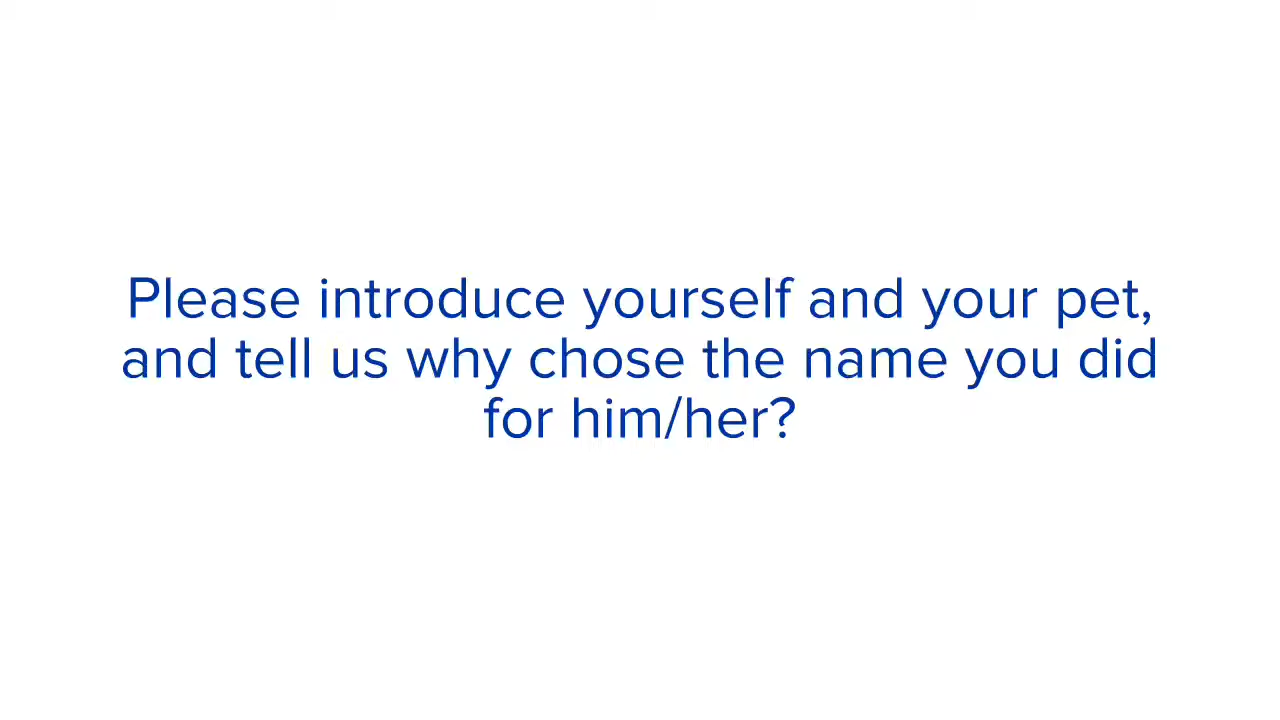 Please introduce yourself and your pet,
and tell us why chose the name you did
for him/her?